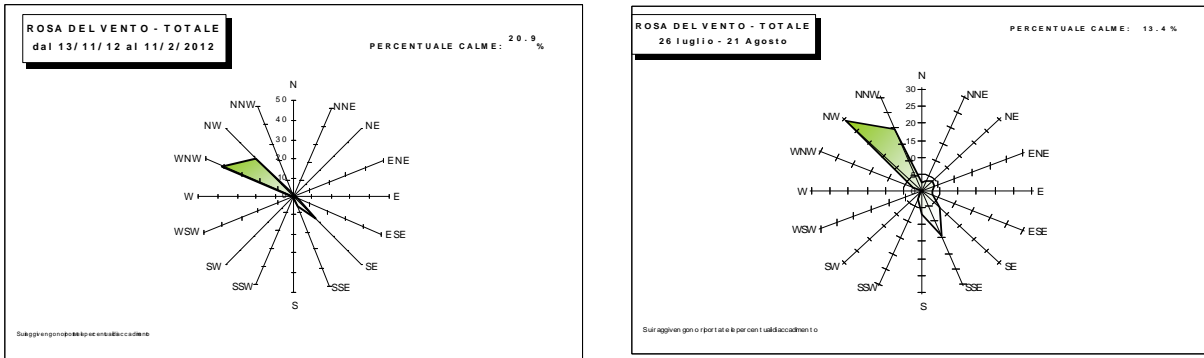 ROSA DEL VENTO - TOTALE
dal 13/11/12 al 11/2/2012
PERCENTUALE CALME: 20.9 %
N
NNE
NE
ENE
E
ESE
SE
SSE
S
SSW
SW
WSW
W
WNW
NW
NNW
50
40
30
20
10
0
ROSA DEL VENTO - TOTALE
26 luglio - 21 Agosto
PERCENTUALE CALME: 13.4 %
N
NNE
NE
ENE
E
ESE
SE
SSE
S
SSW
SW
WSW
W
WNW
NW
NNW
30
25
20
15
10
5
Sui raggi vengono riportate le percentuali di accadimento